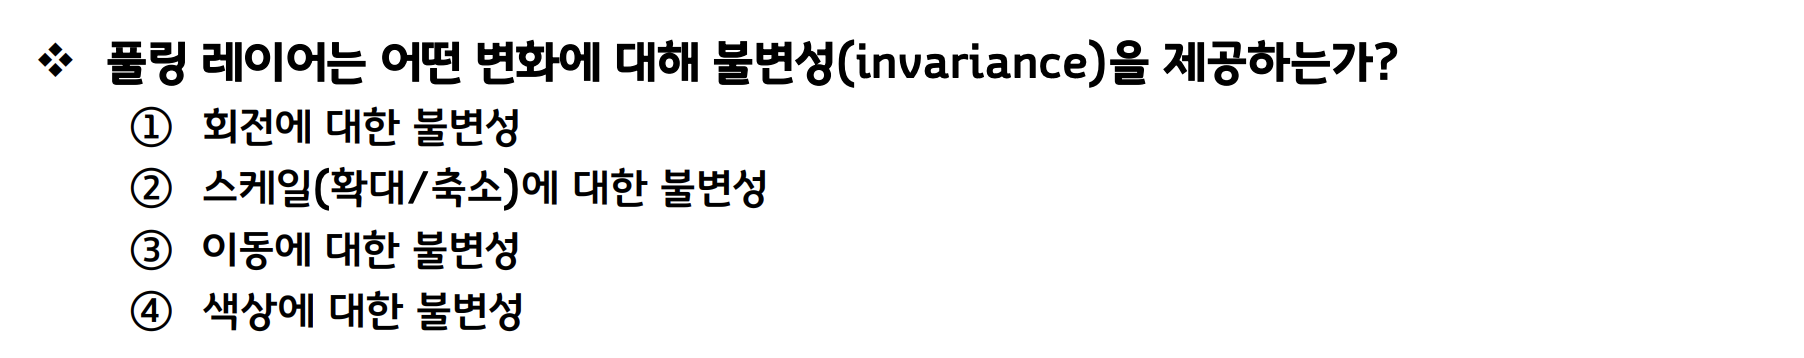 ❖ 풀링 레이어는 어떤 변화에 대해 불변성(invariance)을 제공하는가?
① 회전에 대한 불변성
② 스케일(확대/축소)에 대한 불변성
③ 이동에 대한 불변성
④ 색상에 대한 불변성